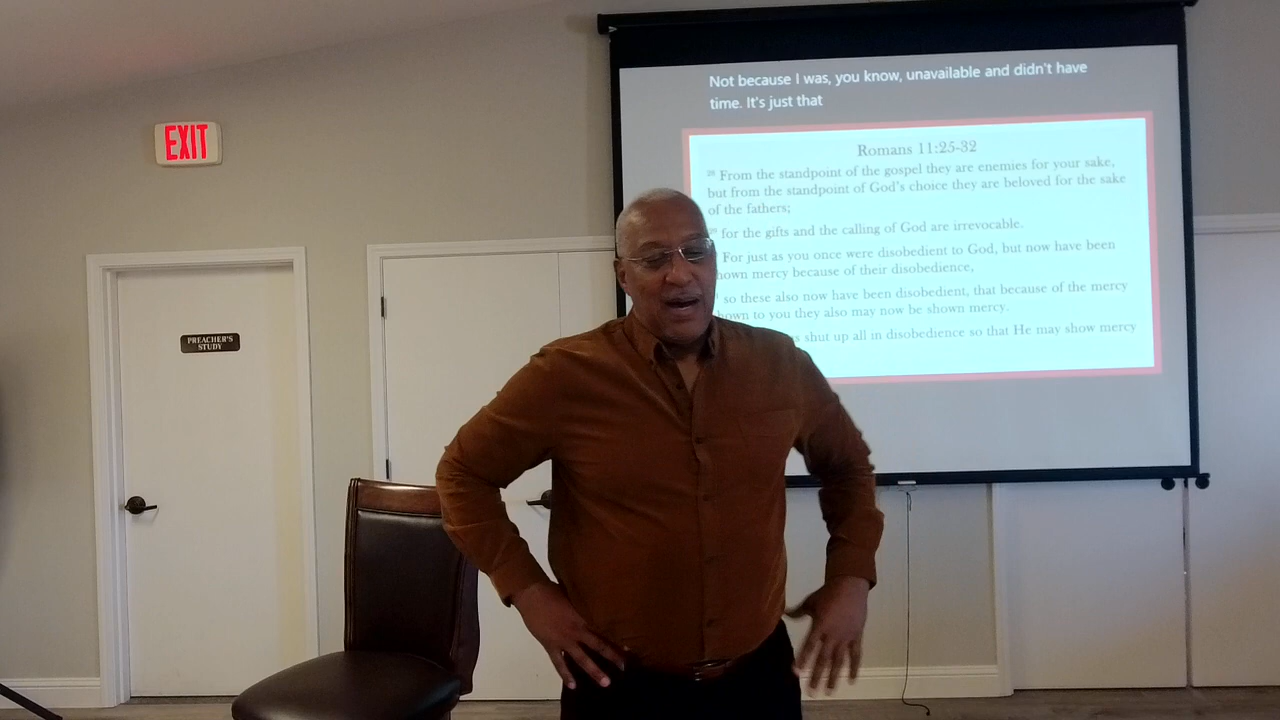 Not because I was, you know, unavailable and didn't have
time. It's just that
EXIT
Romans 11:25-32
28 From the standpoint of the gospel they are enemies for your sake,
but from the standpoint of God's choice they are beloved for the sake
of the fathers;
for the gifts and the calling of God are irrevocable.
For just as you once were disobedient to God, but now have been
hown mercy because of their disobedience,
so these also now have been disobedient, that because of the mercy
hown to you they also may now be shown mercy.
s shut up all in disobedience so that He may show mercy
PREACHER'S
STUDY